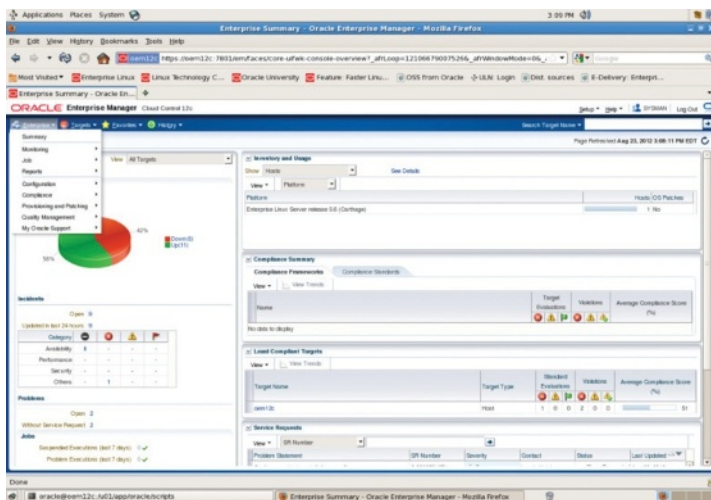 Applications Places System 3:09 PM
Enterprise Summary - Oracle Enterprise Manager - Mozilla Firefox
File Edit View History Bookmarks Tools Help
oem12c https://oem12c:7801/em/faces/core-uifwk-console-overview?
Most Visited Enterprise Linux Linux Technology C... Oracle University Feature: Faster Linu... OSS from Oracle ULN Login Dist. sources E-Delivery: Enterpri...
Enterprise Summary - Oracle En...
ORACLE Enterprise Manager Cloud Control 12c Setup Help SYSMAN Log Out
Enterprise Targets Favorites History Search Target Name
Page Refreshed Aug 23, 2012 3:08:11 PM EDT
Summary
Monitoring
Job
Reports
Configuration
Compliance
Provisioning and Patching
Quality Management
My Oracle Support
View All Targets
42%
58%
Down(8)
Up(11)
Incidents
Open 9
Updated in last 24 hours 9
Category
Availability 8 - - -
Performance - - - -
Security - - - -
Others - 1 - -
Problems
Open 2
Without Service Request 2
Jobs
Suspended Executions (last 7 days) 0
Problem Executions (last 7 days) 0
Inventory and Usage
Show Hosts See Details
View Platform
Platform Hosts OS Patches
Enterprise Linux Server release 5.6 (Carthage) 1 No
Compliance Summary
Compliance Frameworks Compliance Standards
View View Trends
Name Target Evaluations Violations Average Compliance Score (%)
No data to display
Least Compliant Targets
View View Trends
Target Name Target Type Standard Evaluations Violations Average Compliance Score (%)
oem12c Host 1 0 0 2 0 0 51
Service Requests
View SR Number
Problem Statement SR Number Severity Contact Status Last Updated
Done
oracle@oem12c:/u01/app/oracle/scripts Enterprise Summary - Oracle Enterprise Manager - Mozilla Firefox